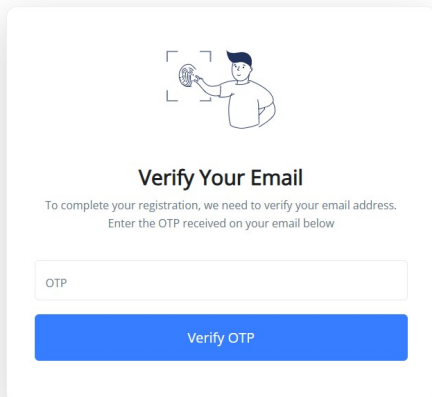 Verify Your Email
To complete your registration, we need to verify your email address.
Enter the OTP received on your email below
OTP
Verify OTP